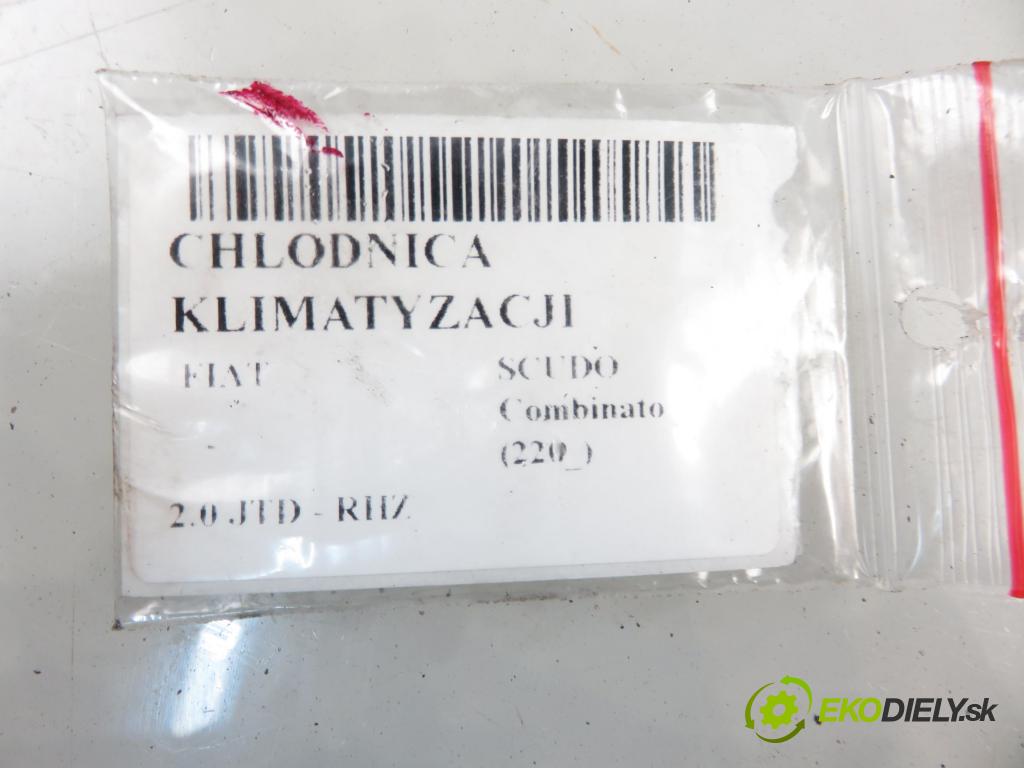 CHLODNICA
KLIMATYZACJI
FIAT SCUDO
Combinato
(220_)
-
2.0 JTD - RHZ
EKODIELY.sk